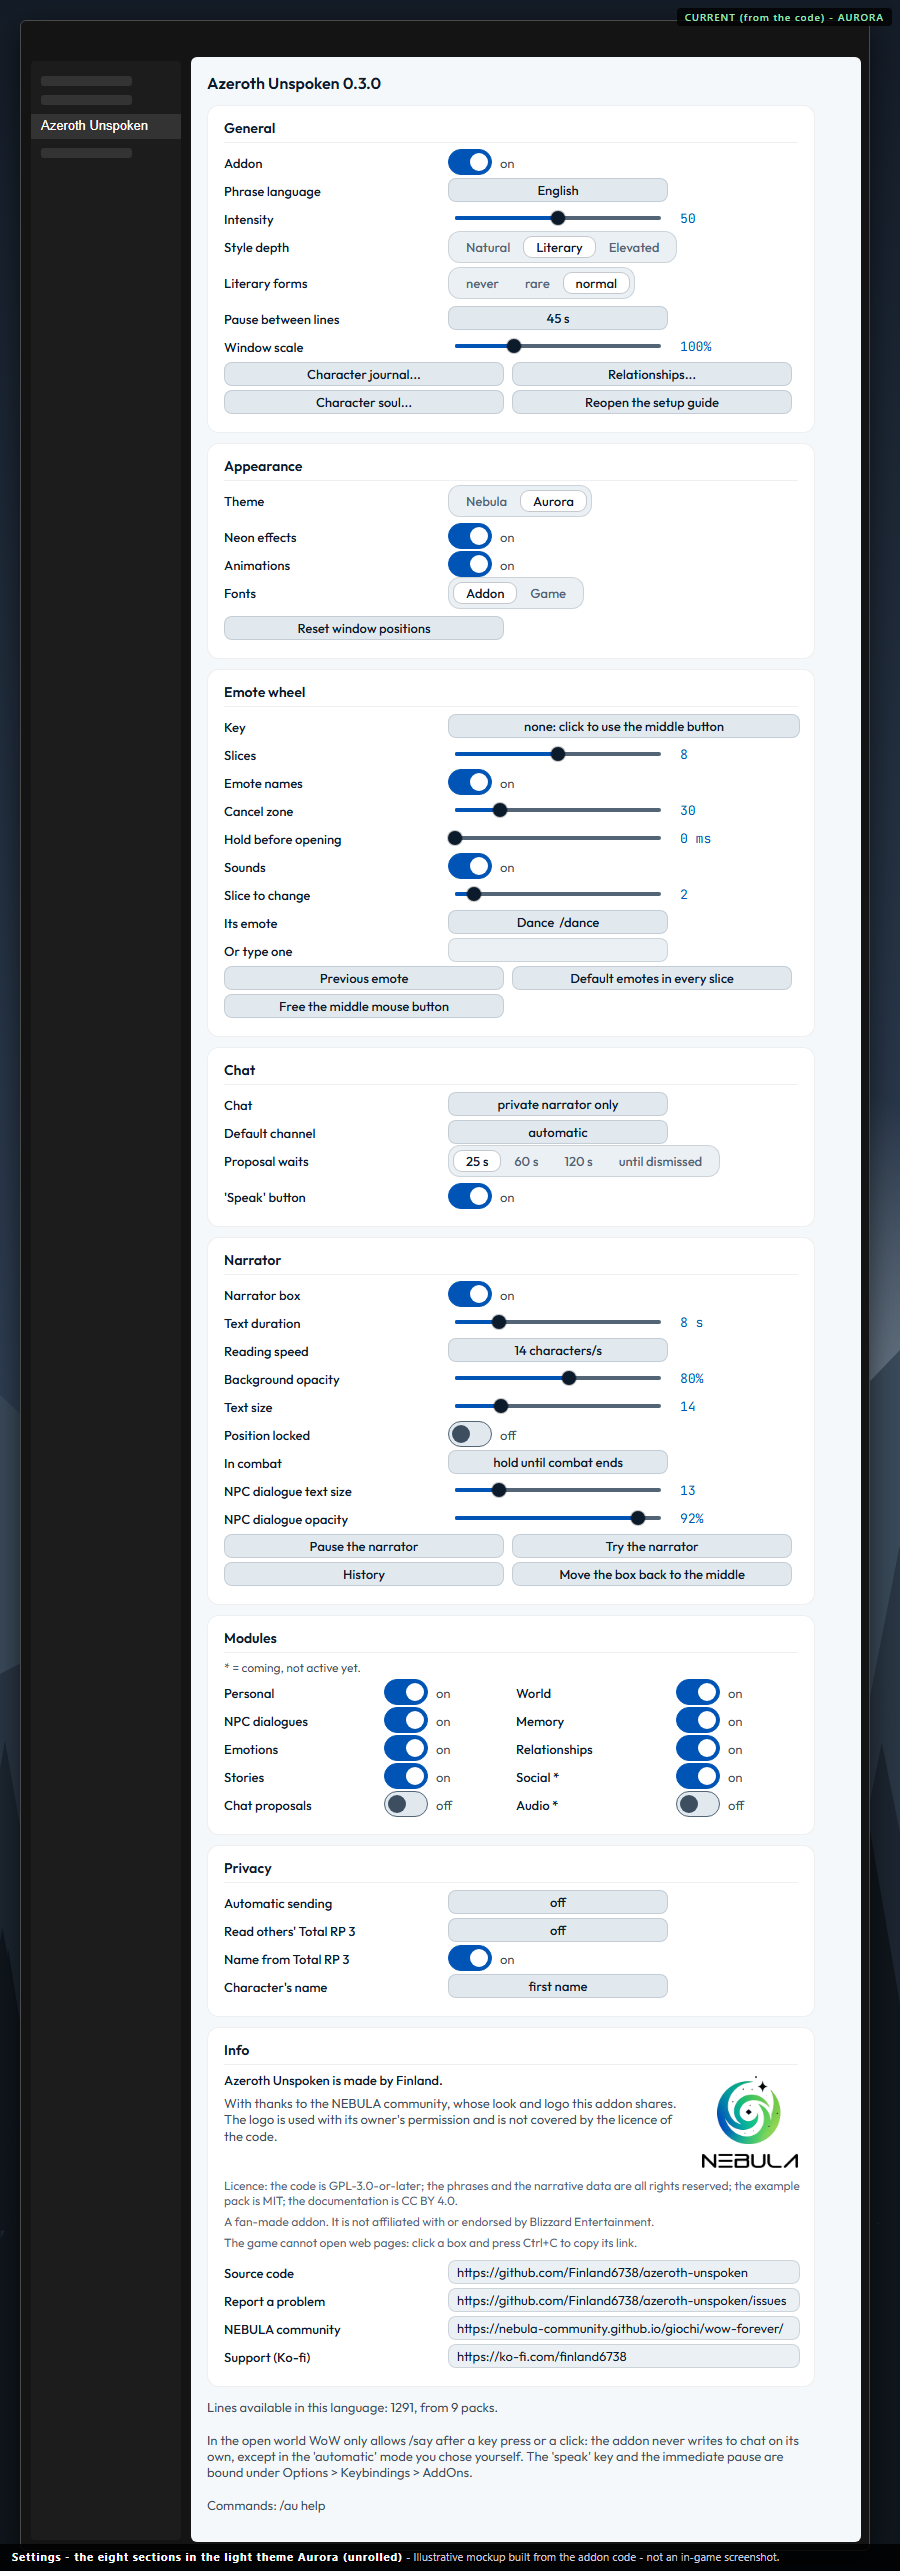 CURRENT (from the code) - AURORA
Azeroth Unspoken
Azeroth Unspoken 0.3.0
General
Addon on
Phrase language English
Intensity 50
Style depth Natural Literary Elevated
Literary forms never rare normal
Pause between lines 45 s
Window scale 100%
Character journal... Relationships...
Character soul... Reopen the setup guide
Appearance
Theme Nebula Aurora
Neon effects on
Animations on
Fonts Addon Game
Reset window positions
Emote wheel
Key none: click to use the middle button
Slices 8
Emote names on
Cancel zone 30
Hold before opening 0 ms
Sounds on
Slice to change 2
Its emote Dance /dance
Or type one
Previous emote Default emotes in every slice
Free the middle mouse button
Chat
Chat private narrator only
Default channel automatic
Proposal waits 25 s 60 s 120 s until dismissed
'Speak' button on
Narrator
Narrator box on
Text duration 8 s
Reading speed 14 characters/s
Background opacity 80%
Text size 14
Position locked off
In combat hold until combat ends
NPC dialogue text size 13
NPC dialogue opacity 92%
Pause the narrator Try the narrator
History Move the box back to the middle
Modules
* = coming, not active yet.
Personal on World on
NPC dialogues on Memory on
Emotions on Relationships on
Stories on Social * on
Chat proposals off Audio * off
Privacy
Automatic sending off
Read others' Total RP 3 off
Name from Total RP 3 on
Character's name first name
Info
Azeroth Unspoken is made by Finland.
With thanks to the NEBULA community, whose look and logo this addon shares.
The logo is used with its owner's permission and is not covered by the licence of
the code.
NEBULA
Licence: the code is GPL-3.0-or-later; the phrases and the narrative data are all rights reserved; the example
pack is MIT; the documentation is CC BY 4.0.
A fan-made addon. It is not affiliated with or endorsed by Blizzard Entertainment.
The game cannot open web pages: click a box and press Ctrl+C to copy its link.
Source code https://github.com/Finland6738/azeroth-unspoken
Report a problem https://github.com/Finland6738/azeroth-unspoken/issues
NEBULA community https://nebula-community.github.io/giochi/wow-forever/
Support (Ko-fi) https://ko-fi.com/finland6738
Lines available in this language: 1291, from 9 packs.
In the open world WoW only allows /say after a key press or a click: the addon never writes to chat on its
own, except in the 'automatic' mode you chose yourself. The 'speak' key and the immediate pause are
bound under Options > Keybindings > AddOns.
Commands: /au help
Settings - the eight sections in the light theme Aurora (unrolled) - Illustrative mockup built from the addon code - not an in-game screenshot.